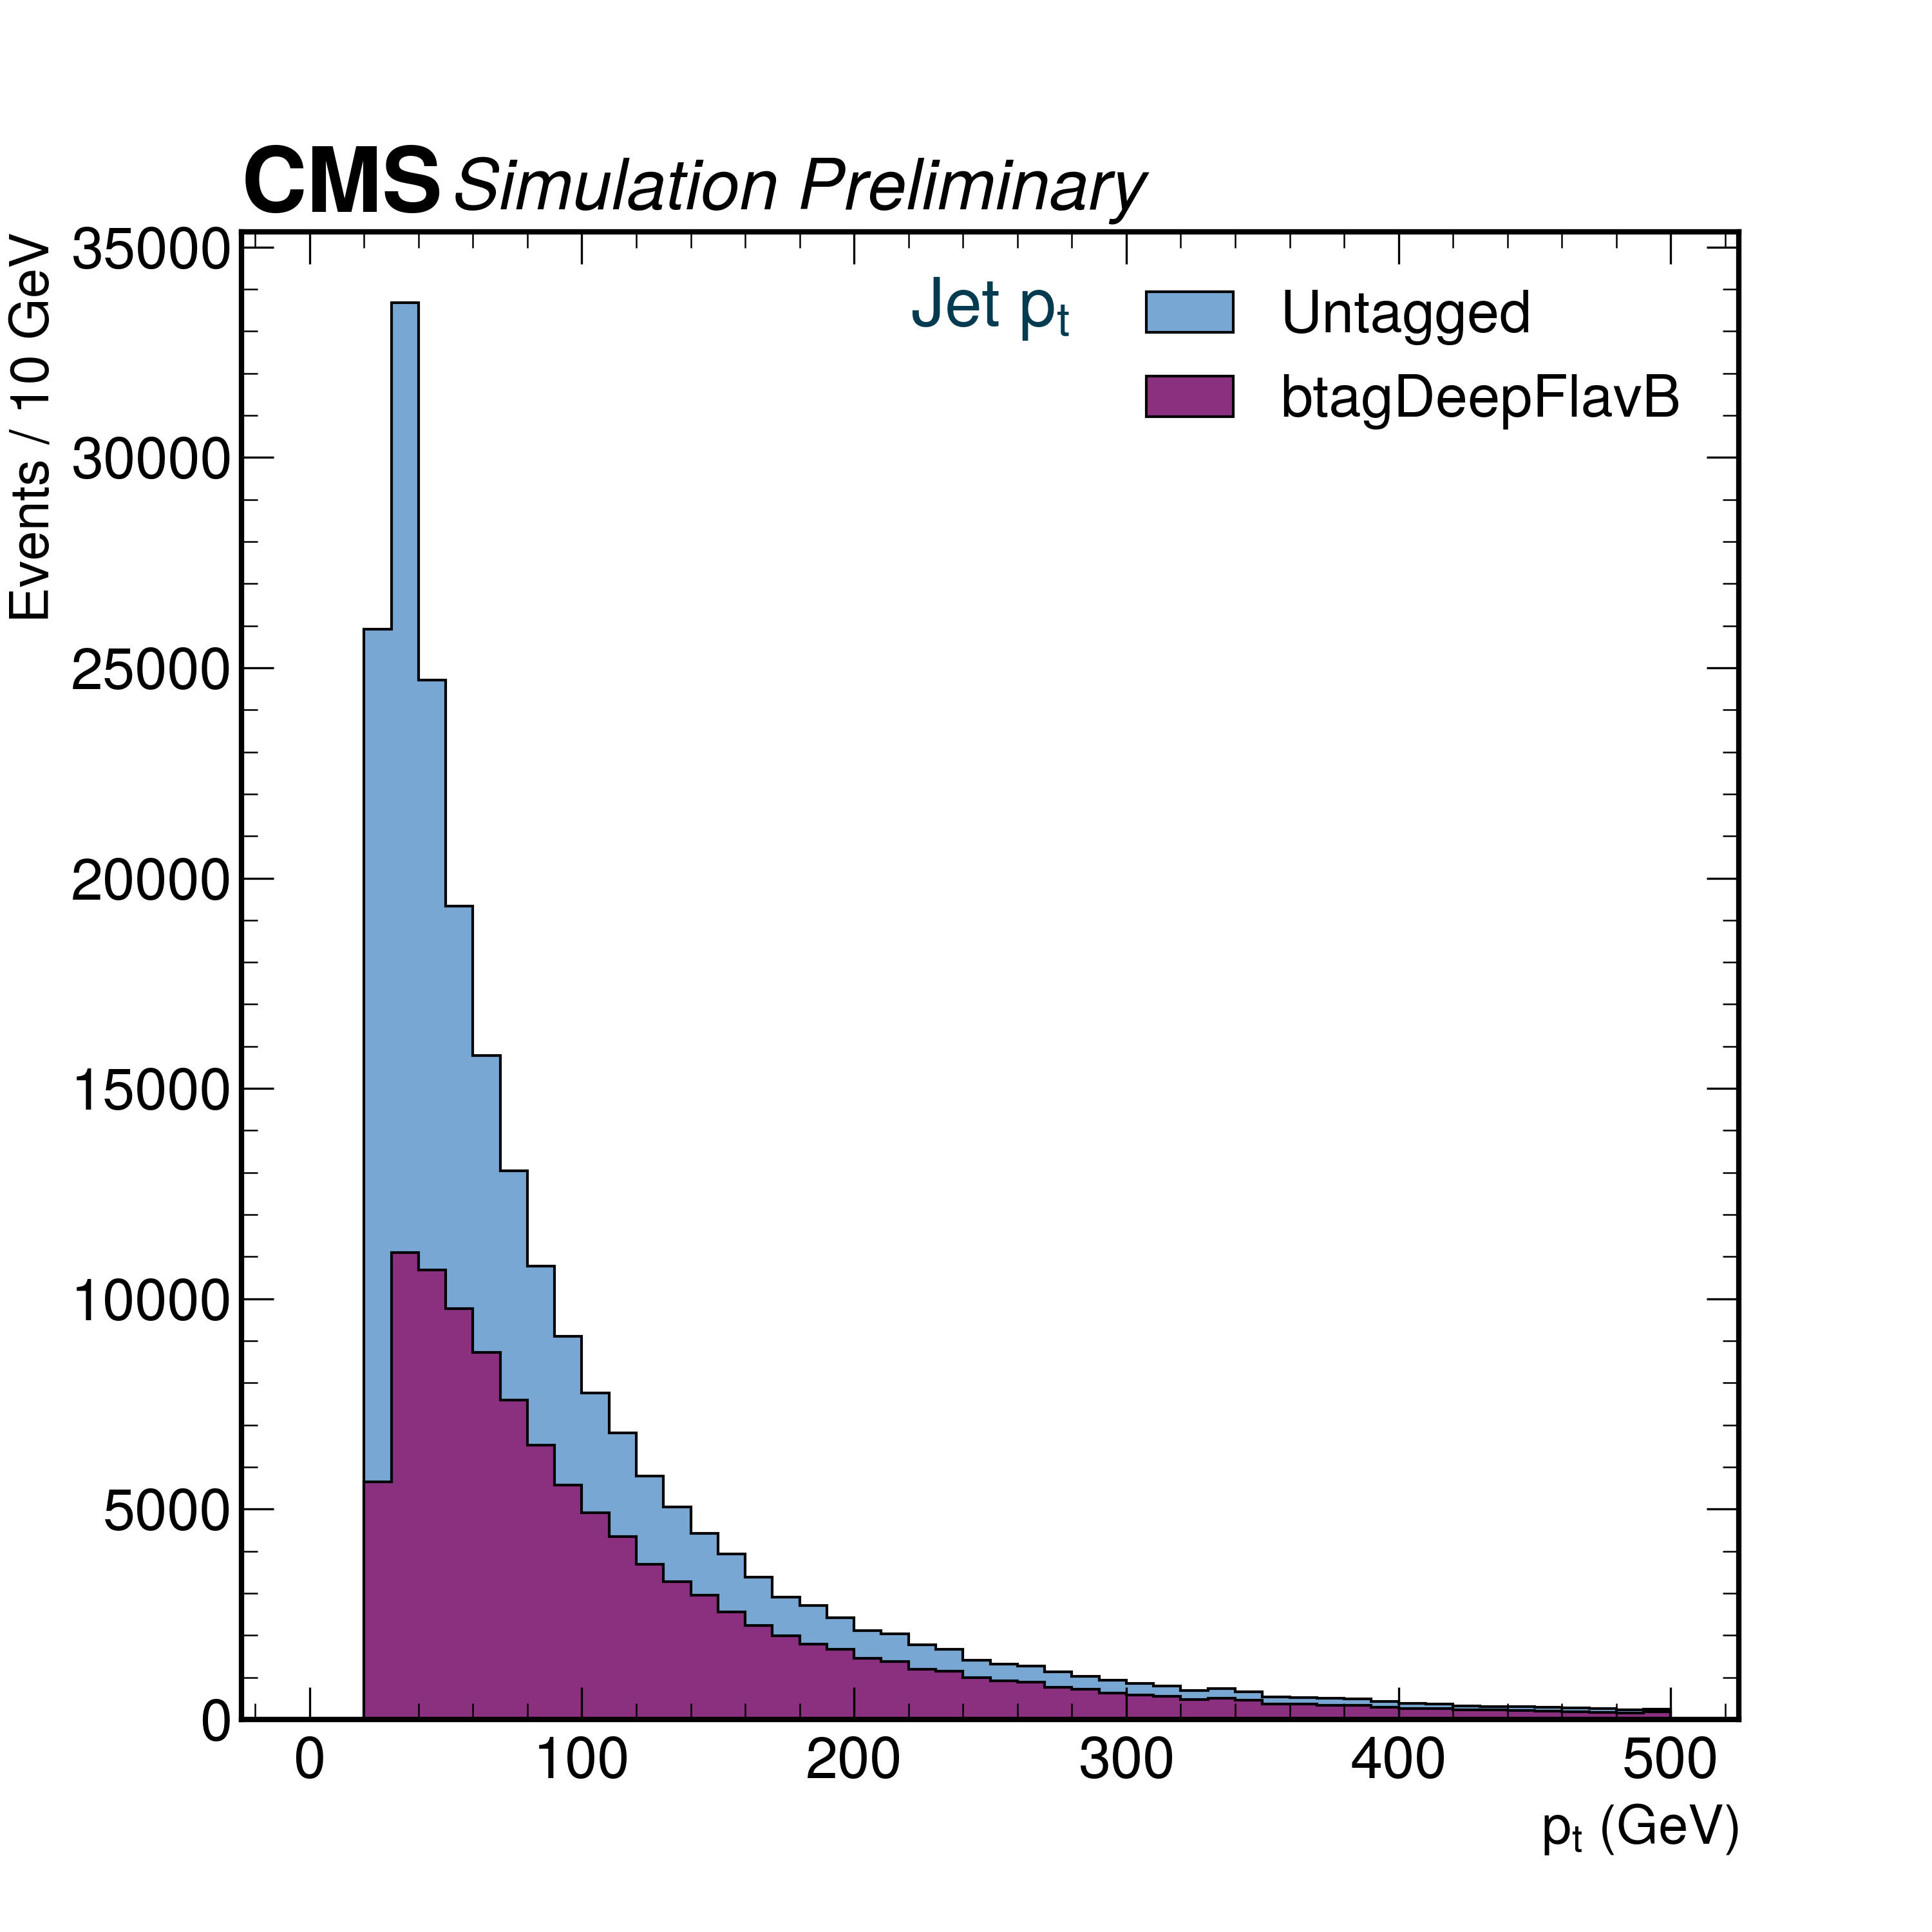 CMS Simulation Preliminary
Events / 10 GeV
35000
30000
25000
20000
15000
10000
5000
0
Jet pt
Untagged
btagDeepFlavB
0 100 200 300 400 500
pt (GeV)